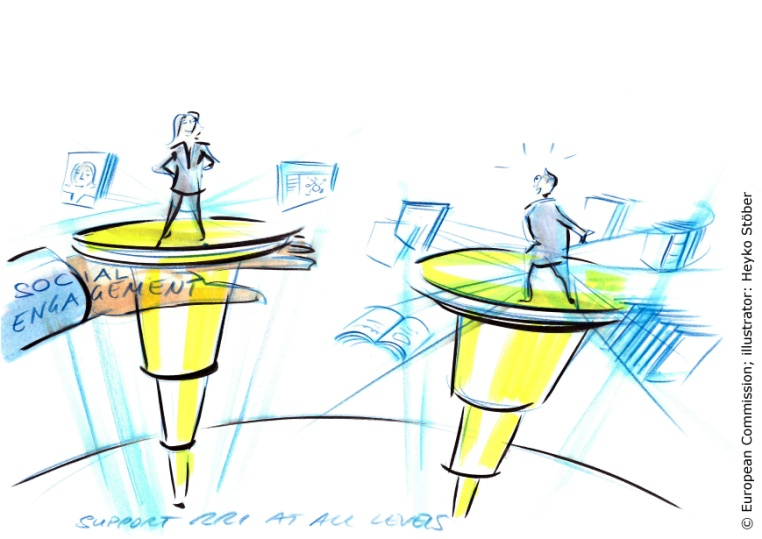 SOCIAL
ENGAGEMENT
SUPPORT RRI AT ALL LEVELS
© European Commission; illustrator: Heyko Stöber